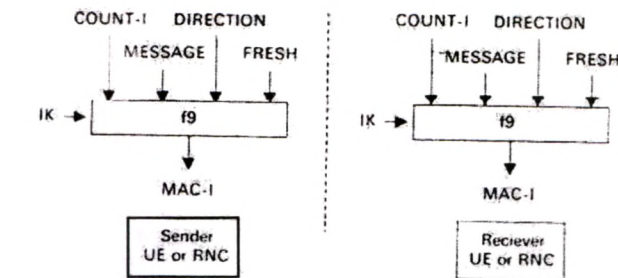 COUNT-I DIRECTION
MESSAGE FRESH
IK
f9
MAC-I
Sender
UE or RNC
COUNT-I DIRECTION
MESSAGE FRESH
IK
f9
MAC-I
Reciever
UE or RNC